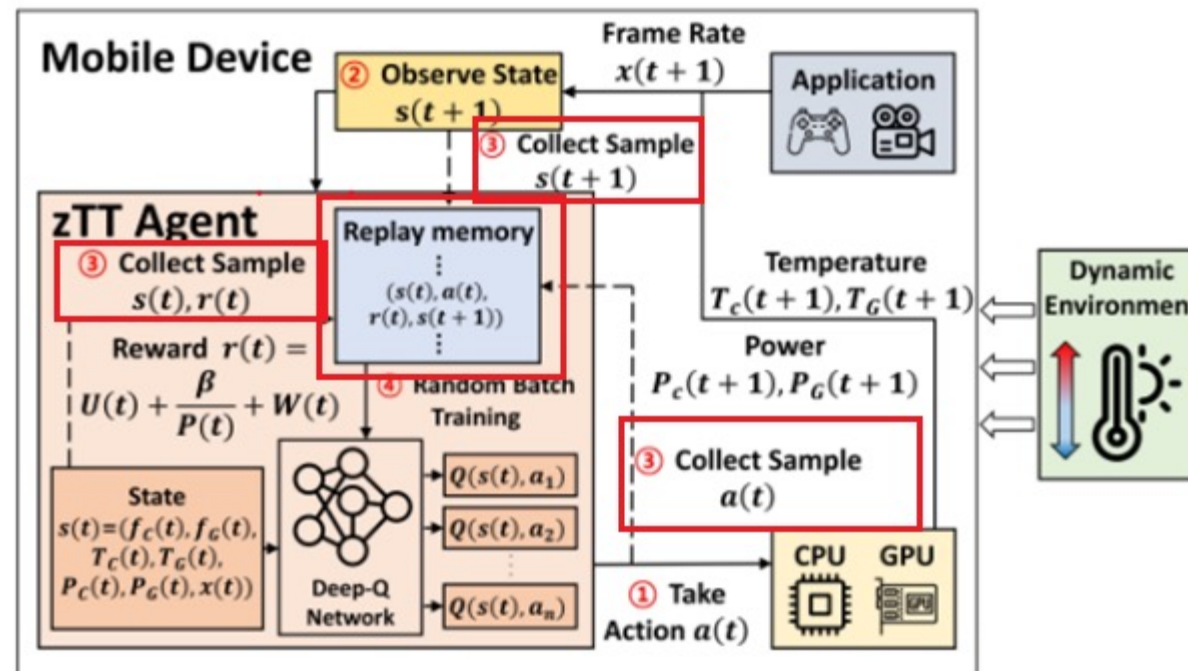 Mobile Device
② Observe State
s(t + 1)
Frame Rate
x(t + 1)
Application
③ Collect Sample
s(t + 1)
zTT Agent
③ Collect Sample
s(t), r(t)
Replay memory
⋮
(s(t), a(t),
r(t), s(t + 1))
⋮
Reward r(t) =
U(t) + β/P(t) + W(t)
④ Random Batch
Training
Temperature
T_c(t + 1), T_G(t + 1)
Power
P_c(t + 1), P_G(t + 1)
Dynamic
Environmen
③ Collect Sample
a(t)
State
s(t)=(f_C(t), f_G(t),
T_C(t), T_G(t),
P_C(t), P_G(t), x(t))
Deep-Q
Network
Q(s(t), a_1)
Q(s(t), a_2)
⋮
Q(s(t), a_n)
① Take
Action a(t)
CPU GPU
GPU